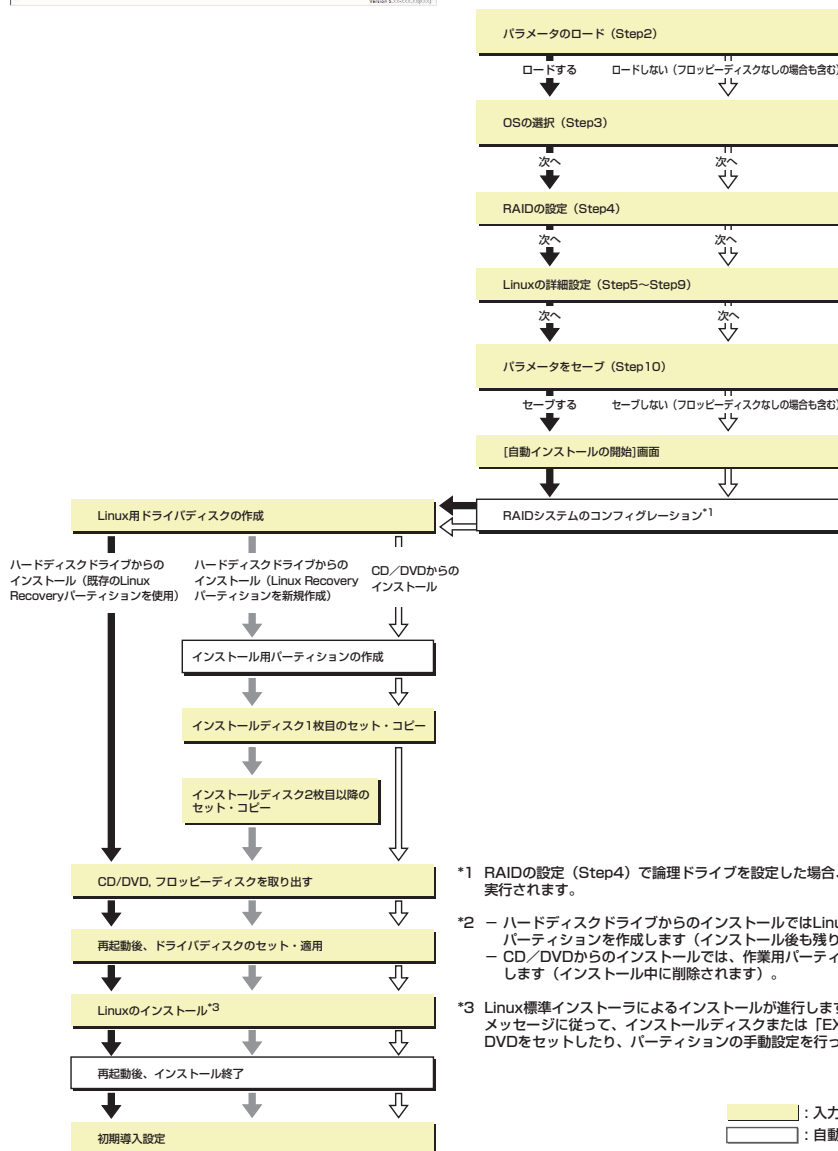 パラメータのロード（Step2）
ロードする
ロードしない（フロッピーディスクなしの場合も含む）
OSの選択（Step3）
次へ
次へ
RAIDの設定（Step4）
次へ
次へ
Linuxの詳細設定（Step5～Step9）
次へ
次へ
パラメータをセーブ（Step10）
セーブする
セーブしない（フロッピーディスクなしの場合も含む）
[自動インストールの開始]画面
RAIDシステムのコンフィグレーション*1
Linux用ドライバディスクの作成
ハードディスクドライブからの
インストール（既存のLinux
Recoveryパーティションを使用）
ハードディスクドライブからの
インストール（Linux Recovery
パーティションを新規作成）
CD／DVDからの
インストール
インストール用パーティションの作成
インストールディスク1枚目のセット・コピー
インストールディスク2枚目以降の
セット・コピー
CD/DVD, フロッピーディスクを取り出す
再起動後、ドライバディスクのセット・適用
Linuxのインストール*3
再起動後、インストール終了
初期導入設定
*1 RAIDの設定（Step4）で論理ドライブを設定した場合、
実行されます。
*2 － ハードディスクドライブからのインストールではLinu
パーティションを作成します（インストール後も残り
－ CD／DVDからのインストールでは、作業用パーティ
します（インストール中に削除されます）。
*3 Linux標準インストーラによるインストールが進行します
メッセージに従って、インストールディスクまたは「EX
DVDをセットしたり、パーティションの手動設定を行っ
：入力
：自動